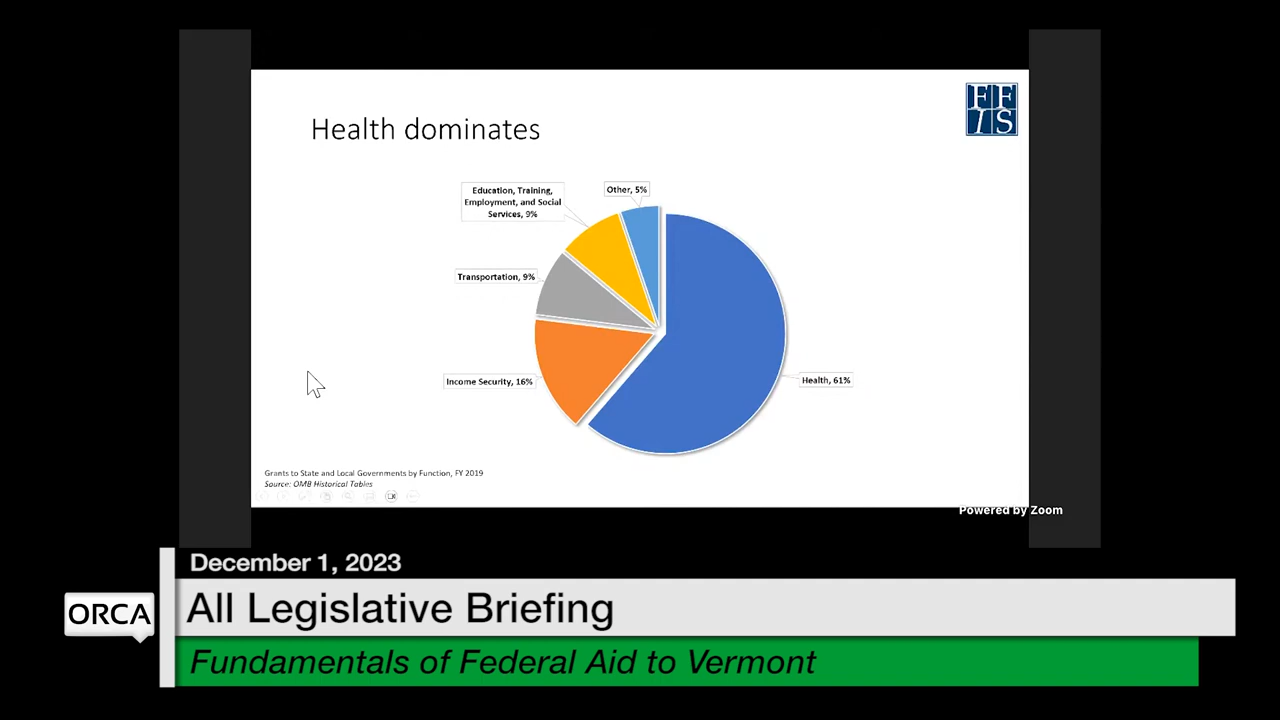 Health dominates
FF
IS
Education, Training,
Employment, and Social
Services, 9%
Other, 5%
Transportation, 9%
Income Security, 16%
Health, 61%
Grants to State and Local Governments by Function, FY 2019
Source: OMB Historical Tables
Powered by Zoom
December 1, 2023
ORCA
All Legislative Briefing
Fundamentals of Federal Aid to Vermont